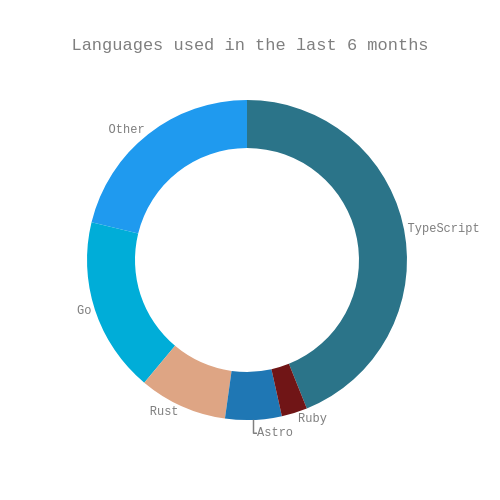 Languages used in the last 6 months
Other
TypeScript
Go
Rust
Ruby
Astro